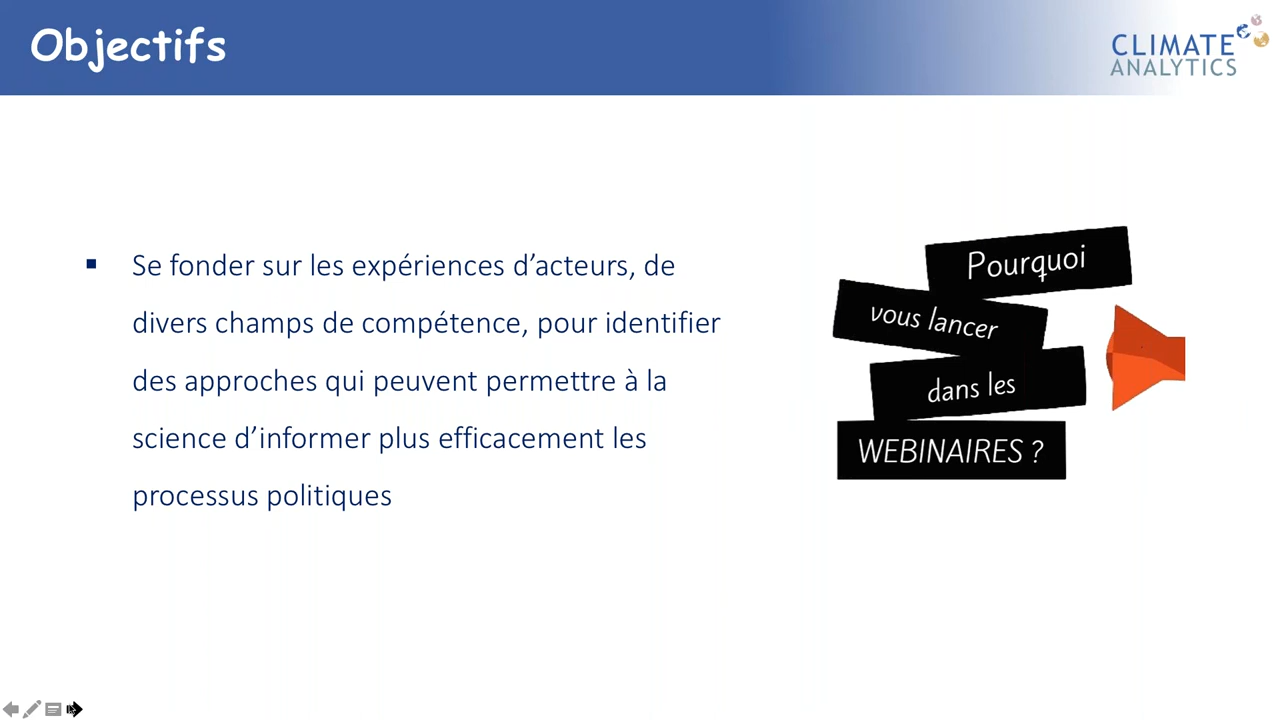 Objectifs
CLIMATE
ANALYTICS
▪ Se fonder sur les expériences d’acteurs, de
divers champs de compétence, pour identifier
des approches qui peuvent permettre à la
science d’informer plus efficacement les
processus politiques
Pourquoi
vous lancer
dans les
WEBINAIRES ?